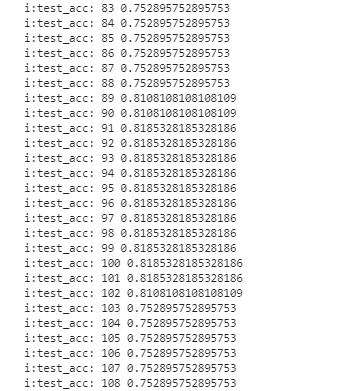 i:test_acc: 83 0.752895752895753
i:test_acc: 84 0.752895752895753
i:test_acc: 85 0.752895752895753
i:test_acc: 86 0.752895752895753
i:test_acc: 87 0.752895752895753
i:test_acc: 88 0.752895752895753
i:test_acc: 89 0.8108108108108109
i:test_acc: 90 0.8108108108108109
i:test_acc: 91 0.8185328185328186
i:test_acc: 92 0.8185328185328186
i:test_acc: 93 0.8185328185328186
i:test_acc: 94 0.8185328185328186
i:test_acc: 95 0.8185328185328186
i:test_acc: 96 0.8185328185328186
i:test_acc: 97 0.8185328185328186
i:test_acc: 98 0.8185328185328186
i:test_acc: 99 0.8185328185328186
i:test_acc: 100 0.8185328185328186
i:test_acc: 101 0.8185328185328186
i:test_acc: 102 0.8108108108108109
i:test_acc: 103 0.752895752895753
i:test_acc: 104 0.752895752895753
i:test_acc: 105 0.752895752895753
i:test_acc: 106 0.752895752895753
i:test_acc: 107 0.752895752895753
i:test_acc: 108 0.752895752895753